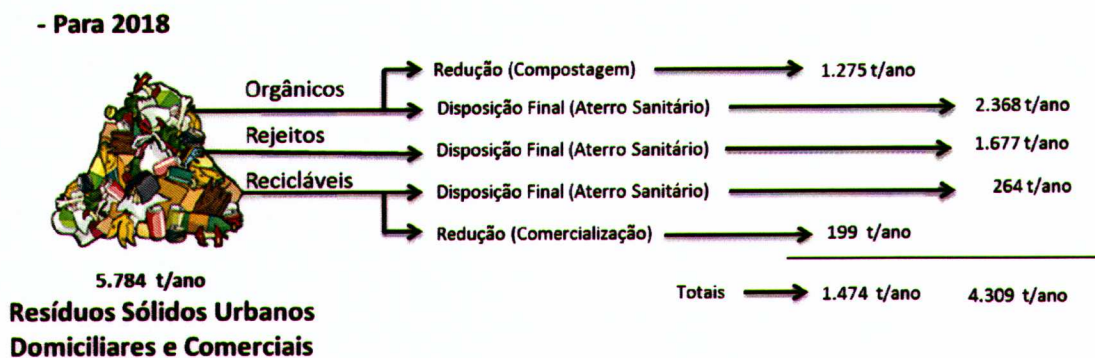 - Para 2018
Orgânicos
Redução (Compostagem)
1.275 t/ano
Disposição Final (Aterro Sanitário)
2.368 t/ano
Rejeitos
Disposição Final (Aterro Sanitário)
1.677 t/ano
Recicláveis
Disposição Final (Aterro Sanitário)
264 t/ano
Redução (Comercialização)
199 t/ano
5.784 t/ano
Resíduos Sólidos Urbanos
Domiciliares e Comerciais
Totais
1.474 t/ano
4.309 t/ano